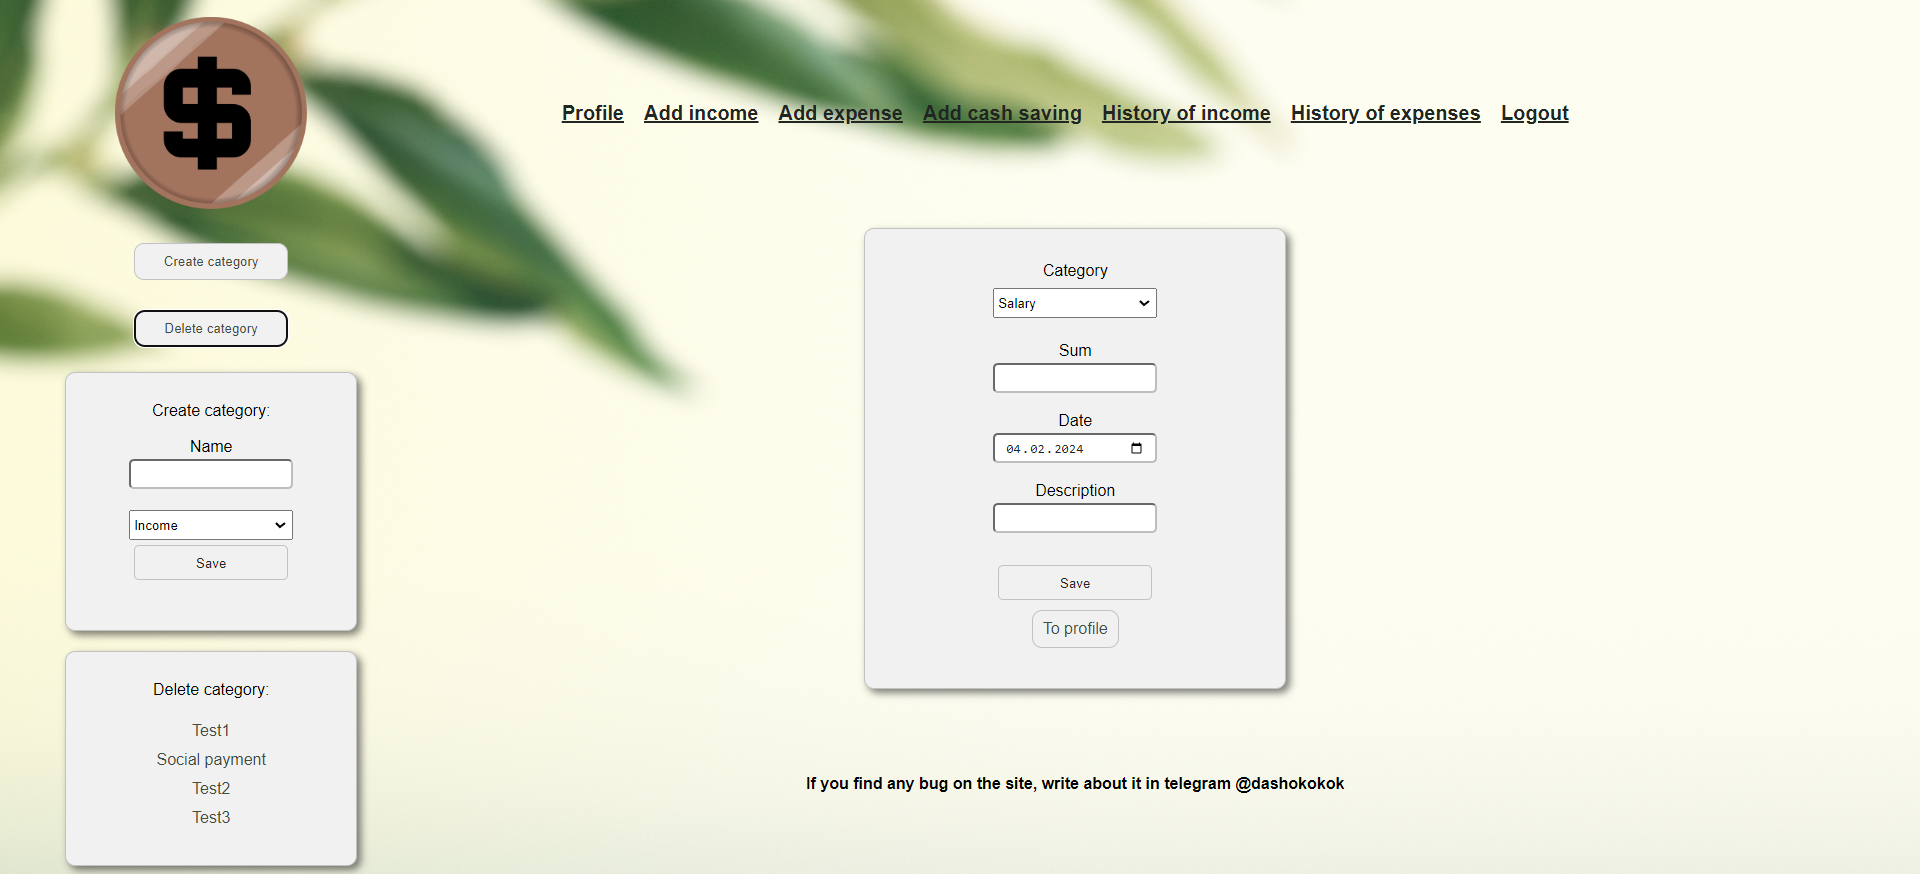 $
Profile Add income Add expense Add cash saving History of income History of expenses Logout
Create category
Delete category
Create category:
Name
Income
Save
Delete category:
Test1
Social payment
Test2
Test3
Category
Salary
Sum
Date
04.02.2024
Description
Save
To profile
If you find any bug on the site, write about it in telegram @dashokokok